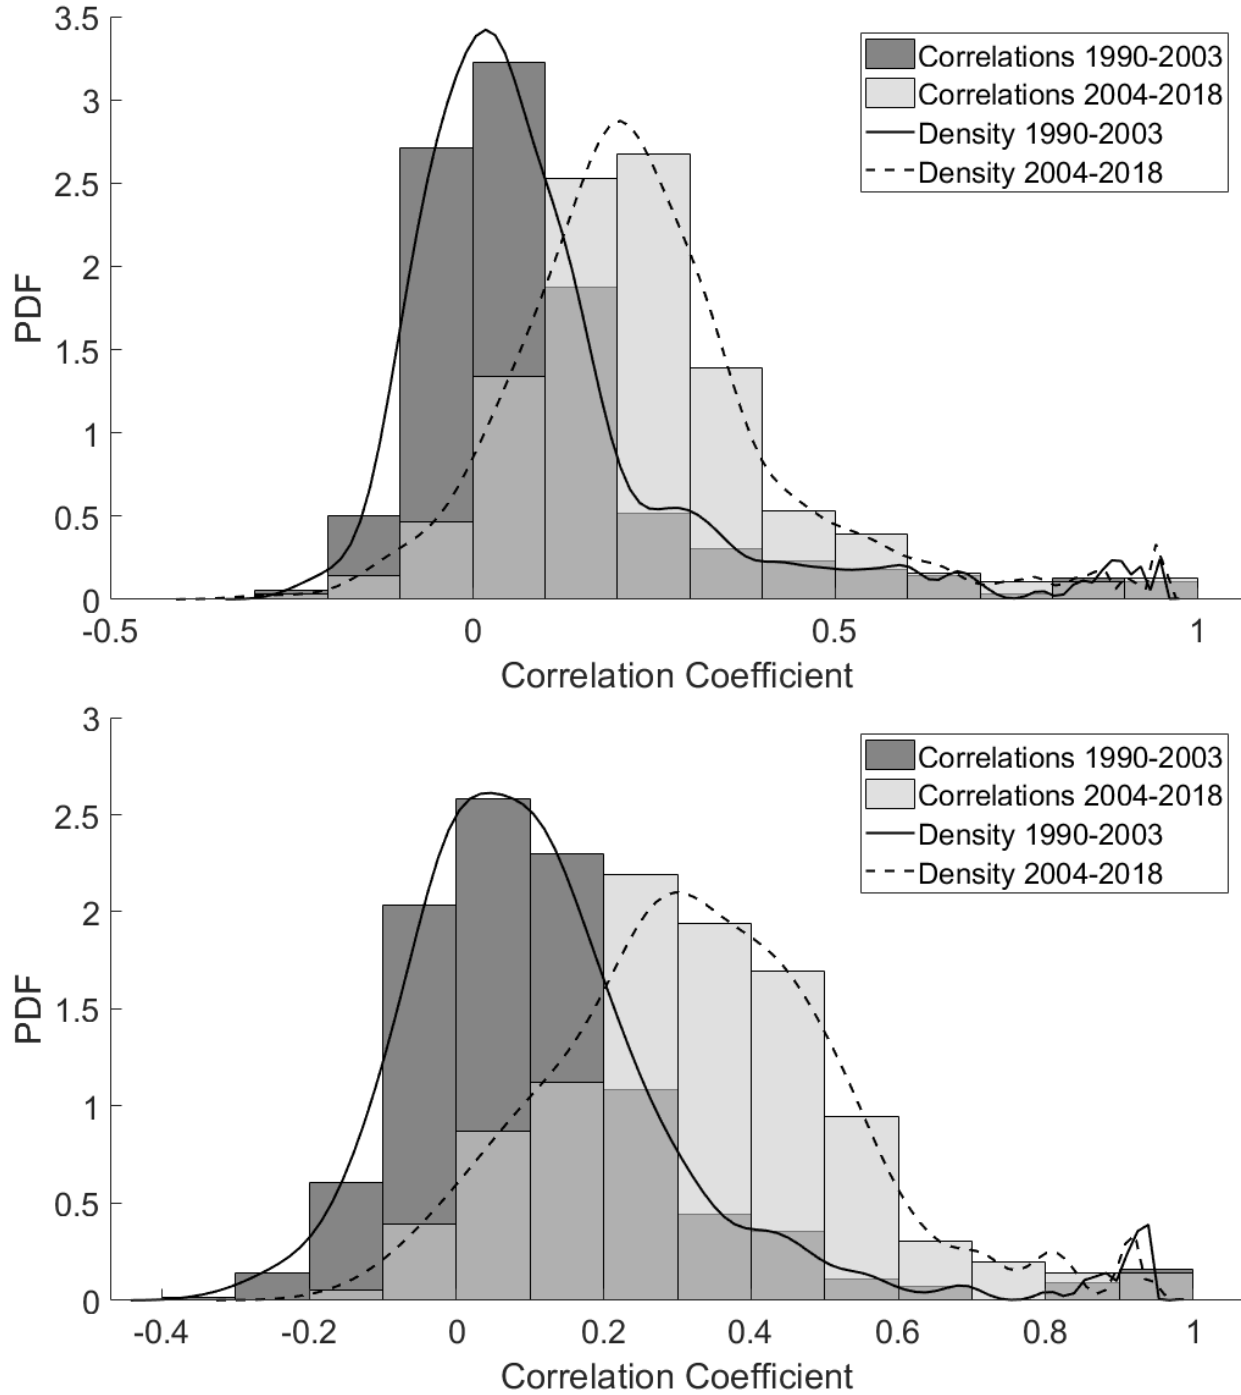 3.5
3
2.5
2
1.5
1
0.5
0
PDF
-0.5 0 0.5 1
Correlation Coefficient
Correlations 1990-2003
Correlations 2004-2018
Density 1990-2003
Density 2004-2018
3
2.5
2
1.5
1
0.5
0
PDF
-0.4 -0.2 0 0.2 0.4 0.6 0.8 1
Correlation Coefficient
Correlations 1990-2003
Correlations 2004-2018
Density 1990-2003
Density 2004-2018